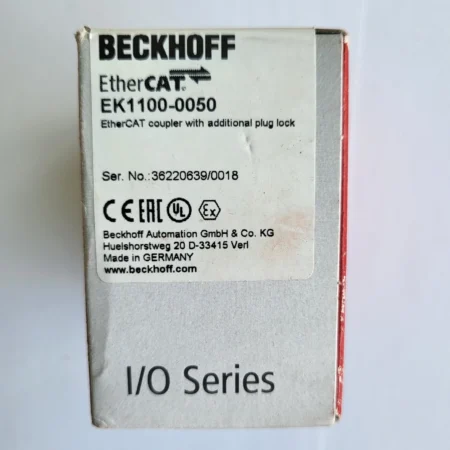 BECKHOFF
EtherCAT®
EK1100-0050
EtherCAT coupler with additional plug lock
Ser. No.:36220639/0018
CE EAC UL Ex
Beckhoff Automation GmbH & Co. KG
Huelshorstweg 20 D-33415 Verl
Made in GERMANY
www.beckhoff.com
I/O Series